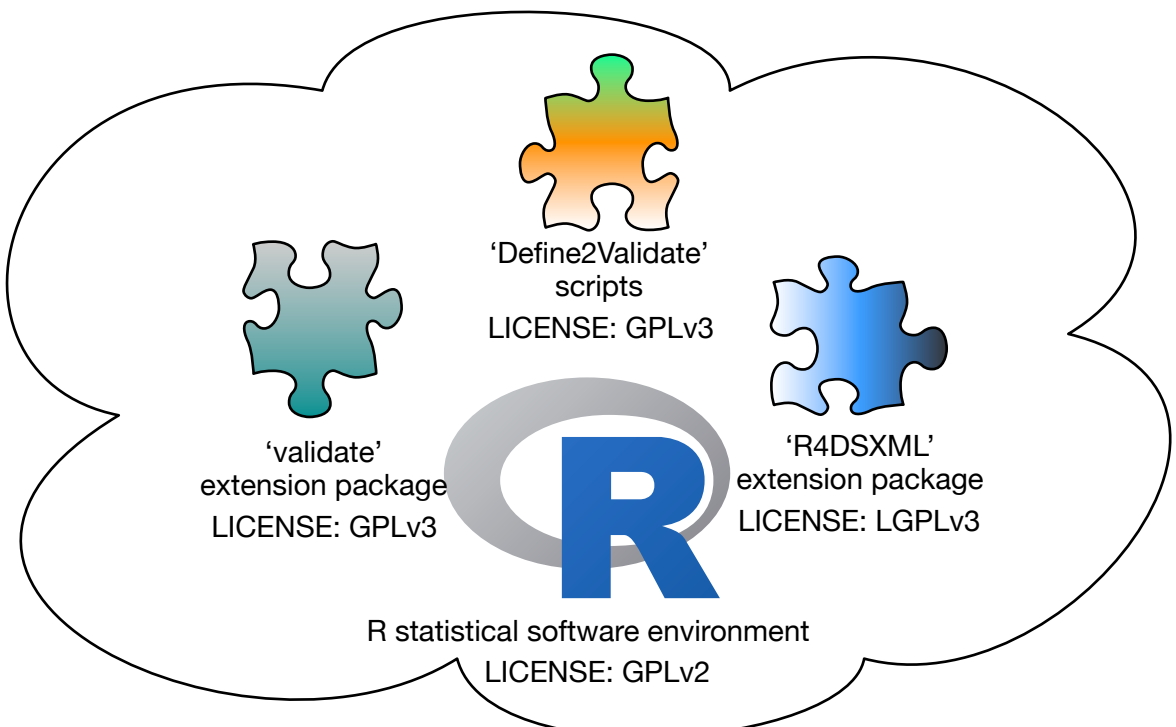 ‘Define2Validate’
scripts
LICENSE: GPLv3
‘validate’
extension package
LICENSE: GPLv3
‘R4DSXML’
extension package
LICENSE: LGPLv3
R
R statistical software environment
LICENSE: GPLv2